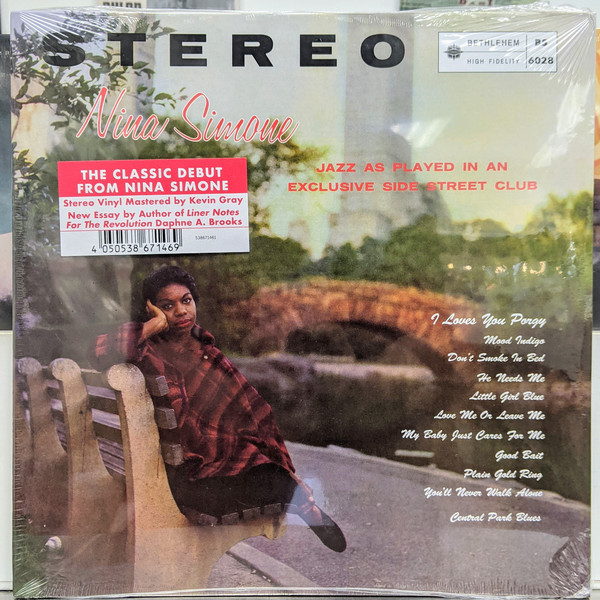 STEREO
BETHLEHEM
HIGH FIDELITY
BS
6028
Nina Simone
JAZZ AS PLAYED IN AN
EXCLUSIVE SIDE STREET CLUB
THE CLASSIC DEBUT
FROM NINA SIMONE
Stereo Vinyl Mastered by Kevin Gray
New Essay by Author of Liner Notes
For The Revolution Daphne A. Brooks
4 050538 671469
I Loves You Porgy
Mood Indigo
Don't Smoke In Bed
He Needs Me
Little Girl Blue
Love Me Or Leave Me
My Baby Just Cares For Me
Good Bait
Plain Gold Ring
You'll Never Walk Alone
Central Park Blues